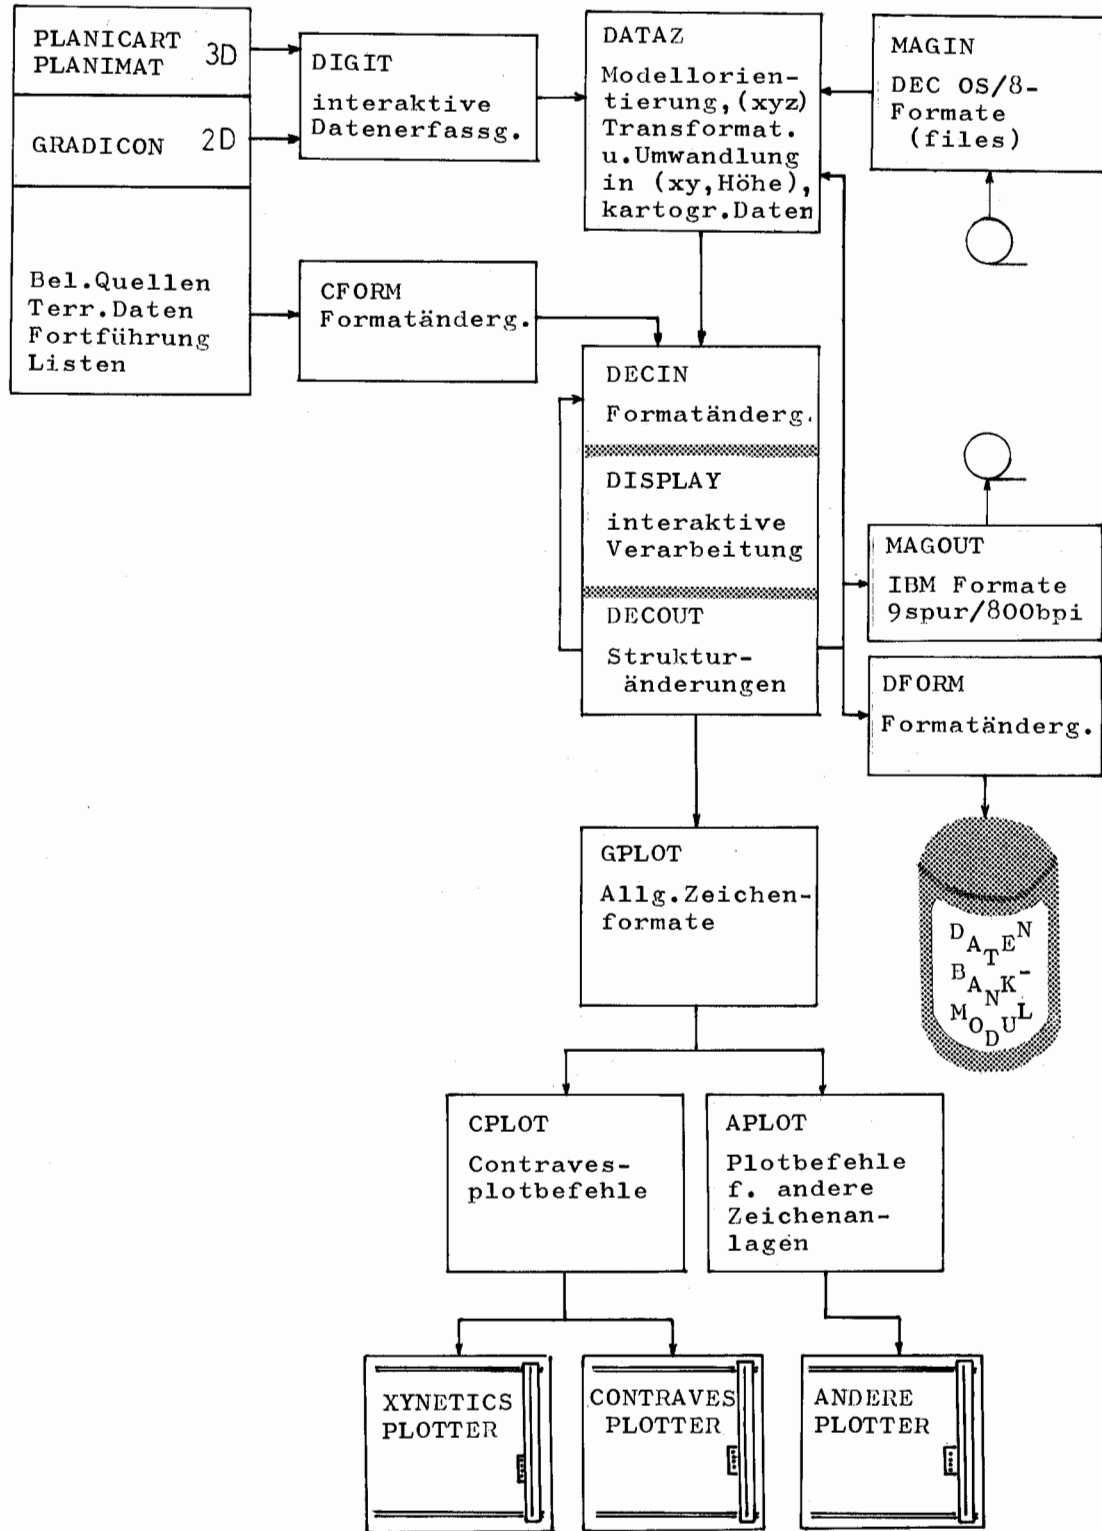 PLANICART
PLANIMAT
3D
GRADICON 2D
Bel.Quellen
Terr.Daten
Fortführung
Listen
DIGIT
interaktive
Datenerfassg.
CFORM
Formatänderg.
DATAZ
Modellorien-
tierung,(xyz)
Transformat.
u.Umwandlung
in (xy,Höhe),
kartogr.Daten
MAGIN
DEC OS/8-
Formate
(files)
DECIN
Formatänderg.
DISPLAY
interaktive
Verarbeitung
DECOUT
Struktur-
änderungen
MAGOUT
IBM Formate
9spur/800bpi
DFORM
Formatänderg.
DATEN
BANK-
MODUL
GPLOT
Allg.Zeichen-
formate
CPLOT
Contraves-
plotbefehle
APLOT
Plotbefehle
f. andere
Zeichenan-
lagen
XYNETICS
PLOTTER
CONTRAVES
PLOTTER
ANDERE
PLOTTER